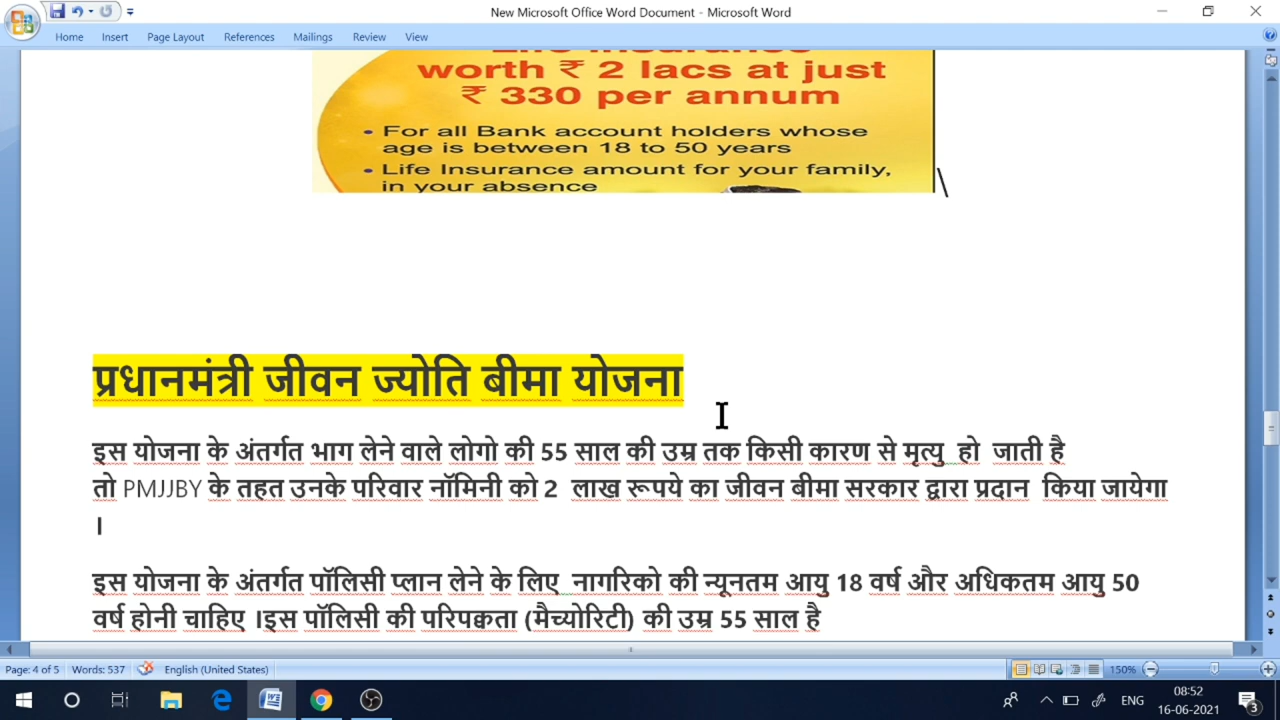 New Microsoft Office Word Document - Microsoft Word
Home Insert Page Layout References Mailings Review View
Life Insurance
worth ₹ 2 lacs at just
₹ 330 per annum
• For all Bank account holders whose
age is between 18 to 50 years
• Life Insurance amount for your family,
in your absence
\
प्रधानमंत्री जीवन ज्योति बीमा योजना
इस योजना के अंतर्गत भाग लेने वाले लोगो की 55 साल की उम्र तक किसी कारण से मृत्यु हो जाती है
तो PMJJBY के तहत उनके परिवार नॉमिनी को 2 लाख रूपये का जीवन बीमा सरकार द्वारा प्रदान किया जायेगा
।
इस योजना के अंतर्गत पॉलिसी प्लान लेने के लिए नागरिको की न्यूनतम आयु 18 वर्ष और अधिकतम आयु 50
वर्ष होनी चाहिए ।इस पॉलिसी की परिपक्वता (मैच्योरिटी) की उम्र 55 साल है
Page: 4 of 5 Words: 537 English (United States) 150%
ENG 08:52
16-06-2021 3